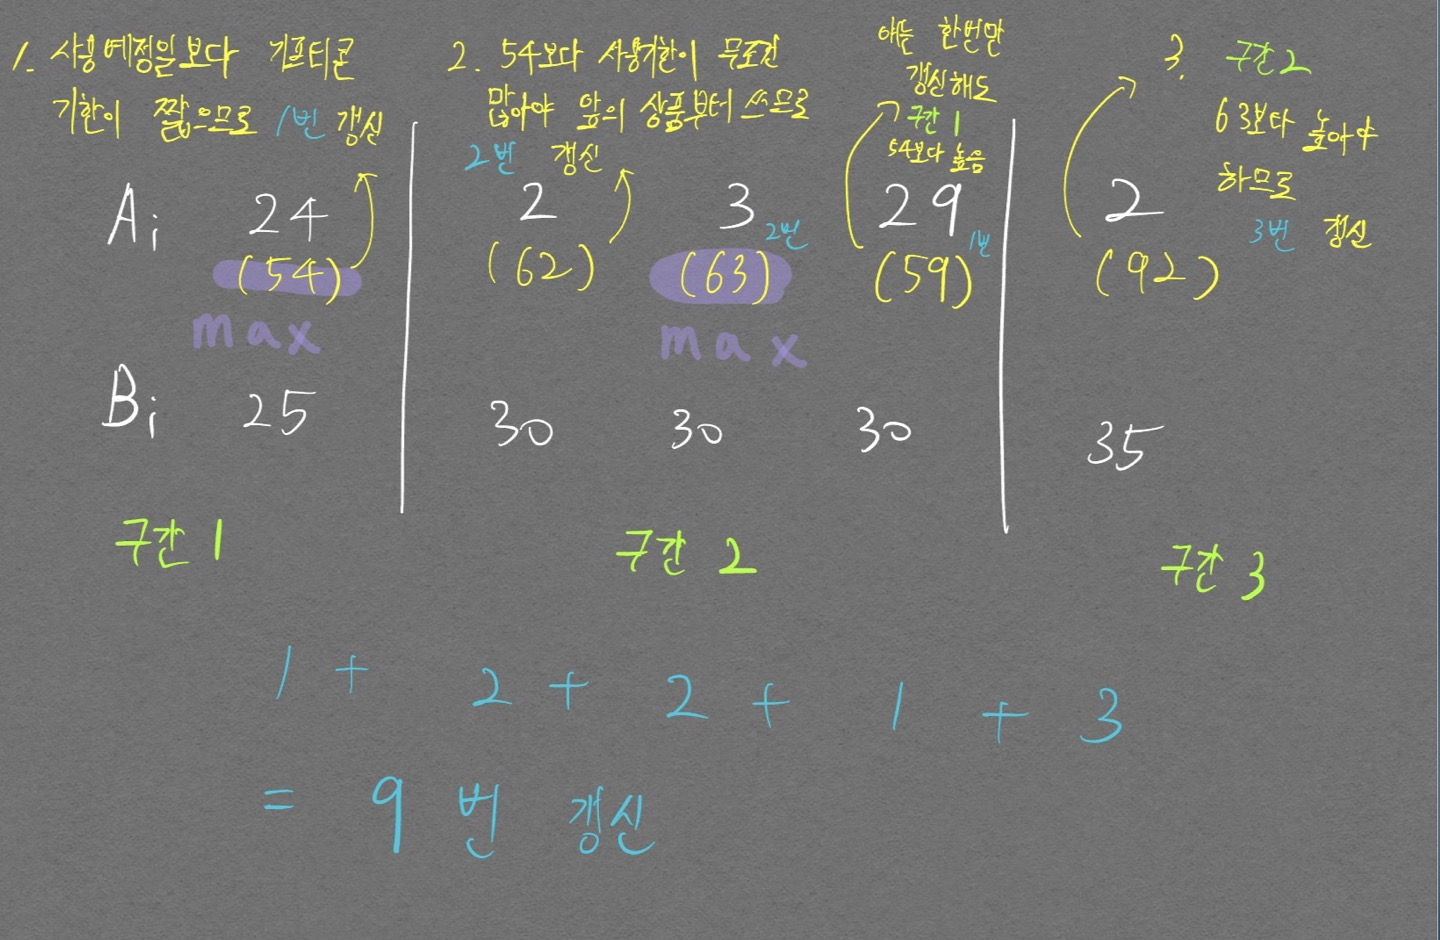 1. 사용예정일보다 기프티콘
기한이 짧으므로 1번 갱신
2. 54보다 사용기한이 무조건
많아야 앞의 상품부터 쓰므로
2번 갱신
얘는 한번만
갱신해도
구간 1
54보다 높음
3. 구간 2
63보다 높아야
하므로
3번 갱신
Ai 24 2 3 29 2
2번 1번
(54) (62) (63) (59) (92)
max max
Bi 25 30 30 30 35
구간 1 구간 2 구간 3
1 + 2 + 2 + 1 + 3
= 9 번 갱신